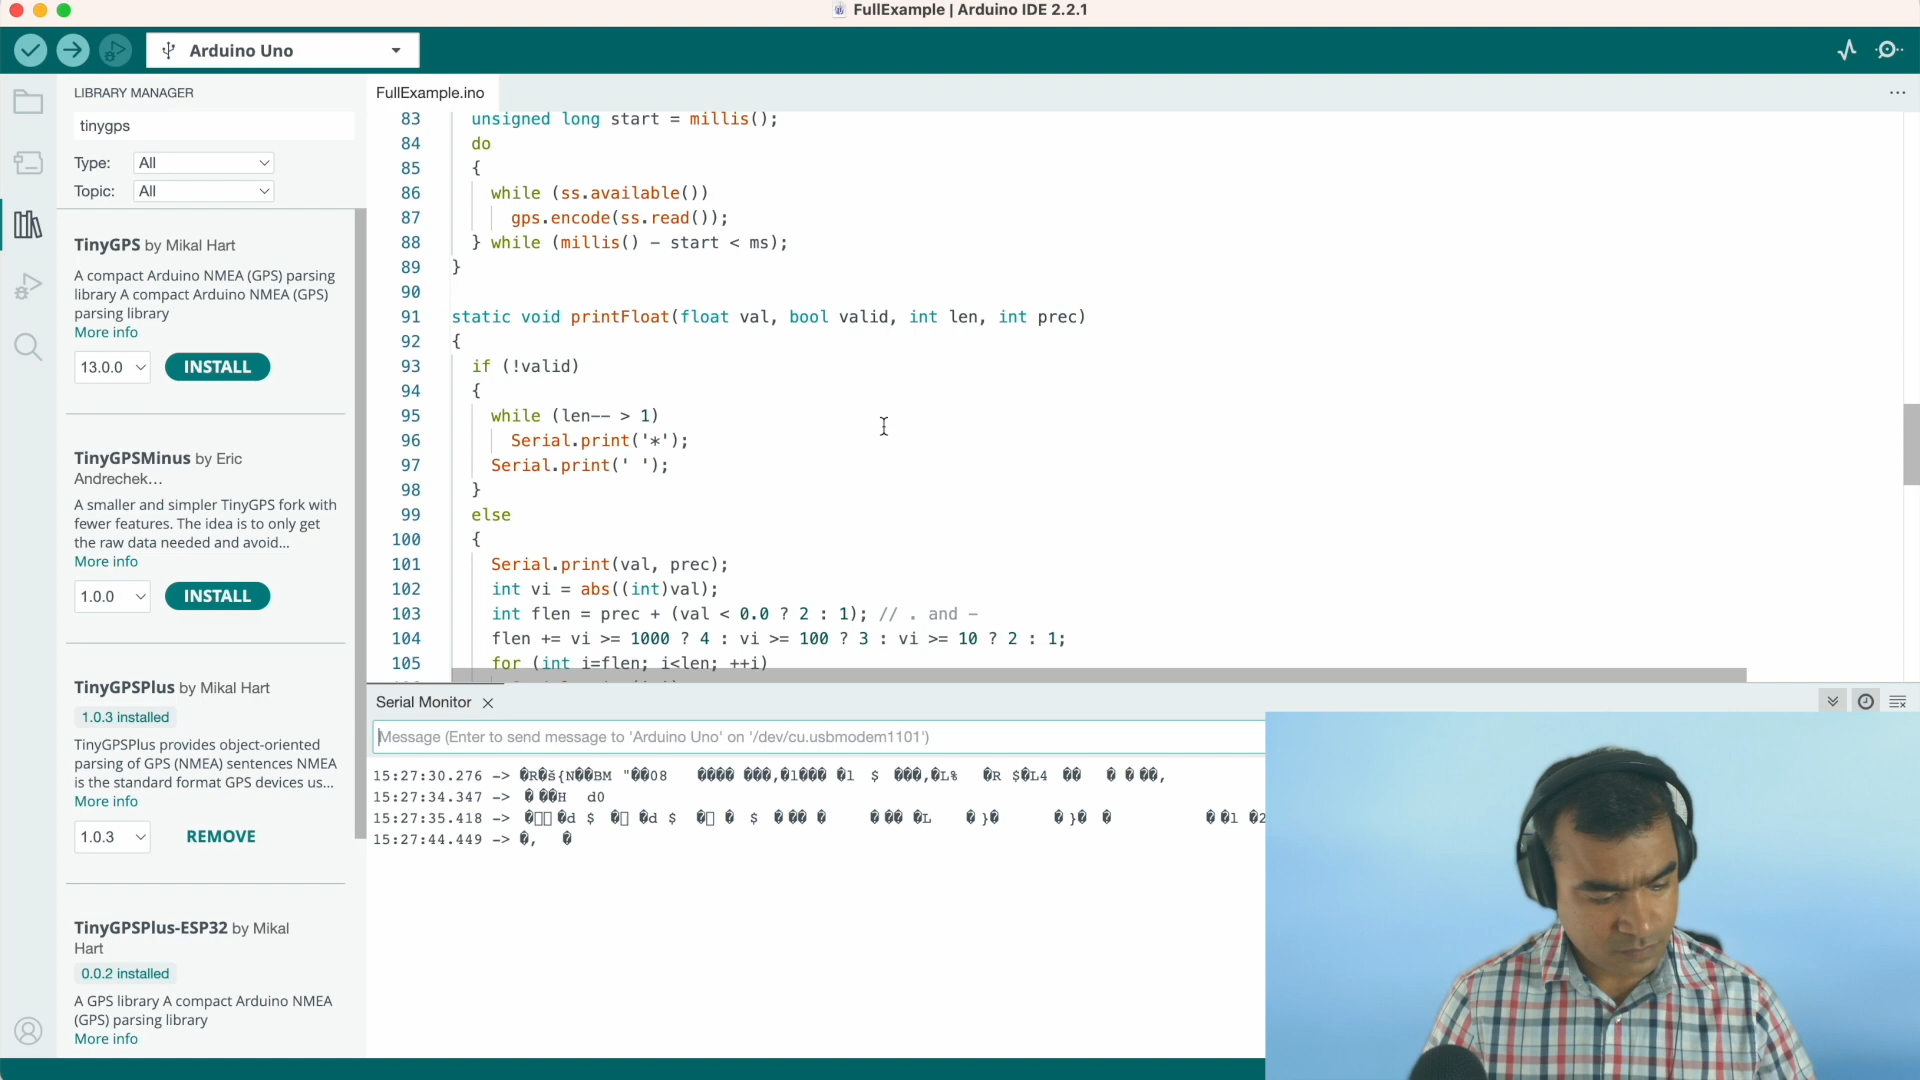 FullExample | Arduino IDE 2.2.1
Arduino Uno
LIBRARY MANAGER
tinygps
Type: All
Topic: All
TinyGPS by Mikal Hart
A compact Arduino NMEA (GPS) parsing
library A compact Arduino NMEA (GPS)
parsing library
More info
13.0.0 INSTALL
TinyGPSMinus by Eric
Andrechek…
A smaller and simpler TinyGPS fork with
fewer features. The idea is to only get
the raw data needed and avoid...
More info
1.0.0 INSTALL
TinyGPSPlus by Mikal Hart
1.0.3 installed
TinyGPSPlus provides object-oriented
parsing of GPS (NMEA) sentences NMEA
is the standard format GPS devices us...
More info
1.0.3 REMOVE
TinyGPSPlus-ESP32 by Mikal
Hart
0.0.2 installed
A GPS library A compact Arduino NMEA
(GPS) parsing library
More info
FullExample.ino
83 unsigned long start = millis();
84 do
85 {
86 while (ss.available())
87 gps.encode(ss.read());
88 } while (millis() - start < ms);
89 }
90
91 static void printFloat(float val, bool valid, int len, int prec)
92 {
93 if (!valid)
94 {
95 while (len-- > 1)
96 Serial.print('*');
97 Serial.print(' ');
98 }
99 else
100 {
101 Serial.print(val, prec);
102 int vi = abs((int)val);
103 int flen = prec + (val < 0.0 ? 2 : 1); // . and -
104 flen += vi >= 1000 ? 4 : vi >= 100 ? 3 : vi >= 10 ? 2 : 1;
105 for (int i=flen; i<len; ++i)
Serial Monitor
Message (Enter to send message to 'Arduino Uno' on '/dev/cu.usbmodem1101')
15:27:30.276 -> �R�š{N��BM "��08 ���� ���,�l��� �l $ ���,�L% �R $�L4 �� � � ��,
15:27:34.347 -> � ��H d0
15:27:35.418 ->
15:27:44.449 -> �, �